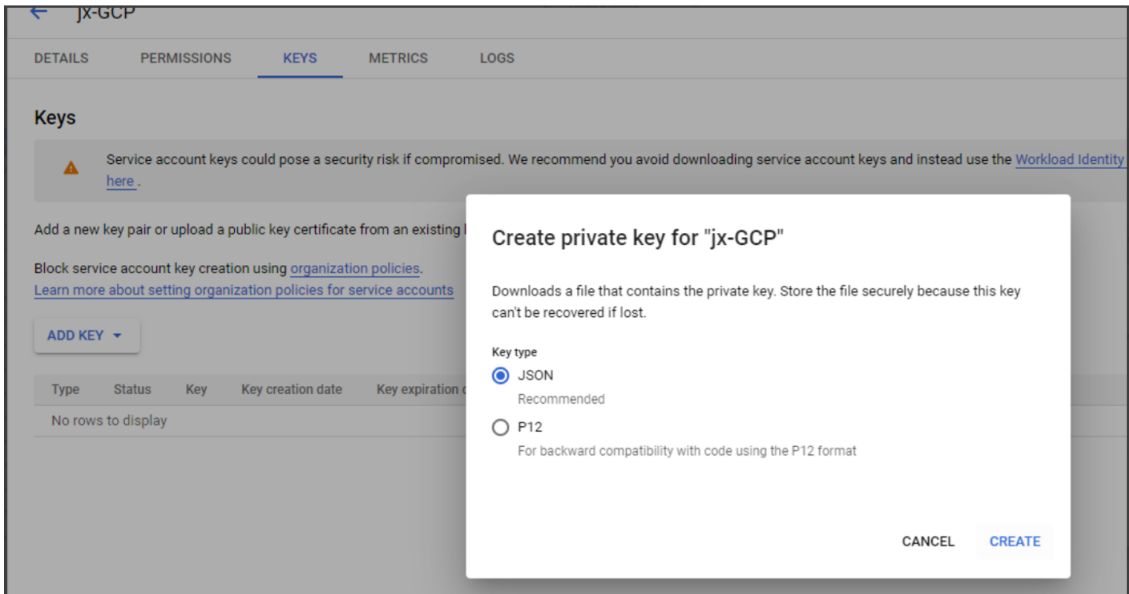 jx-GCP
DETAILS PERMISSIONS KEYS METRICS LOGS
Keys
Service account keys could pose a security risk if compromised. We recommend you avoid downloading service account keys and instead use the Workload Identity
here .
Add a new key pair or upload a public key certificate from an existing
Block service account key creation using organization policies.
Learn more about setting organization policies for service accounts
ADD KEY
Type Status Key Key creation date Key expiration
No rows to display
Create private key for "jx-GCP"
Downloads a file that contains the private key. Store the file securely because this key
can't be recovered if lost.
Key type
JSON
Recommended
P12
For backward compatibility with code using the P12 format
CANCEL CREATE